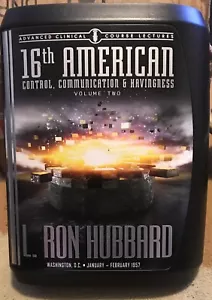 ADVANCED CLINICAL COURSE LECTURES
16th AMERICAN
CONTROL, COMMUNICATION & HAVINGNESS
VOLUME TWO
L. RON HUBBARD
WASHINGTON, D.C. • JANUARY – FEBRUARY 1957